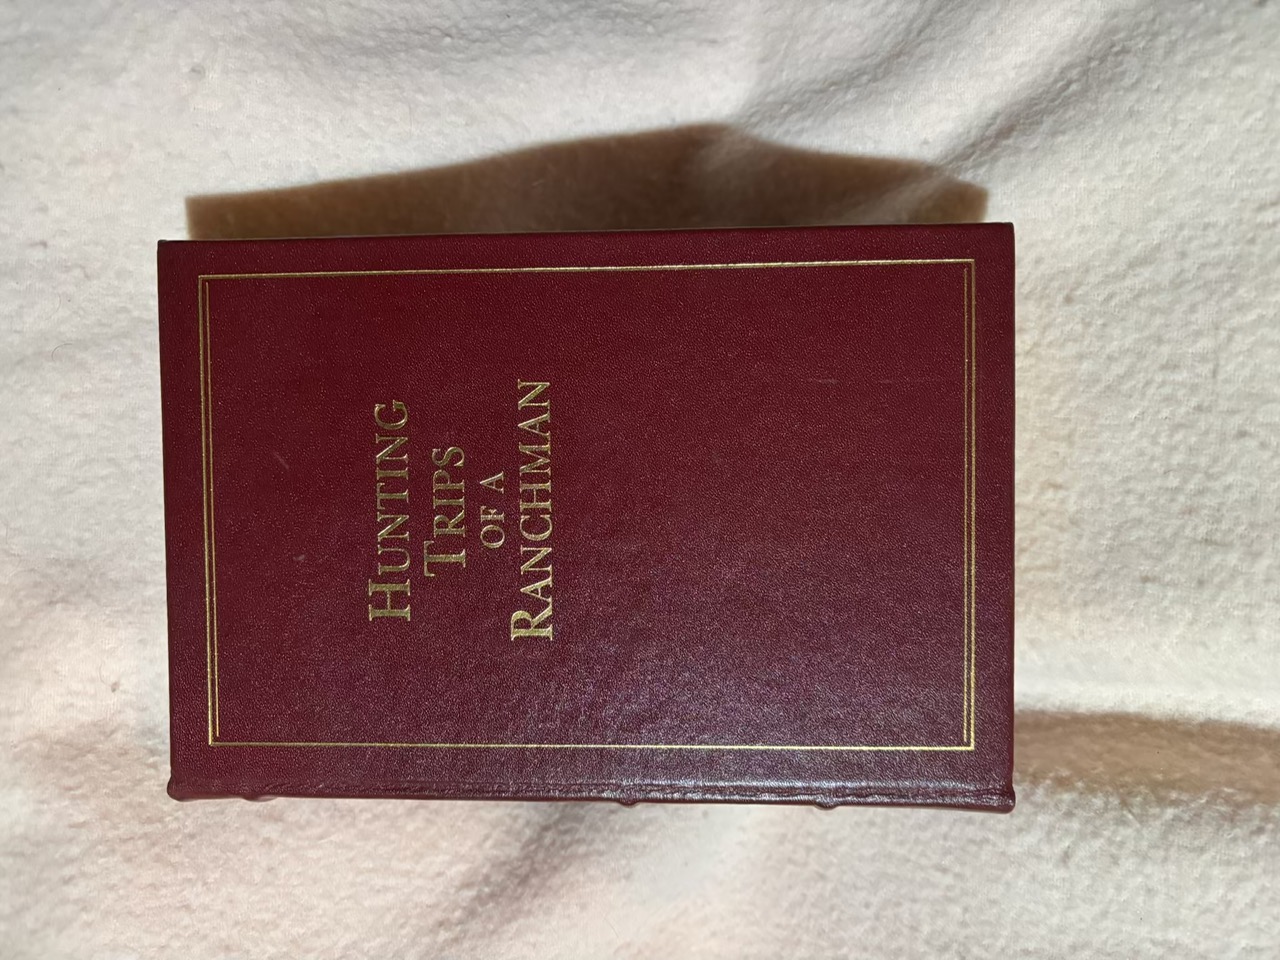 HUNTING
TRIPS
OF A
RANCHMAN